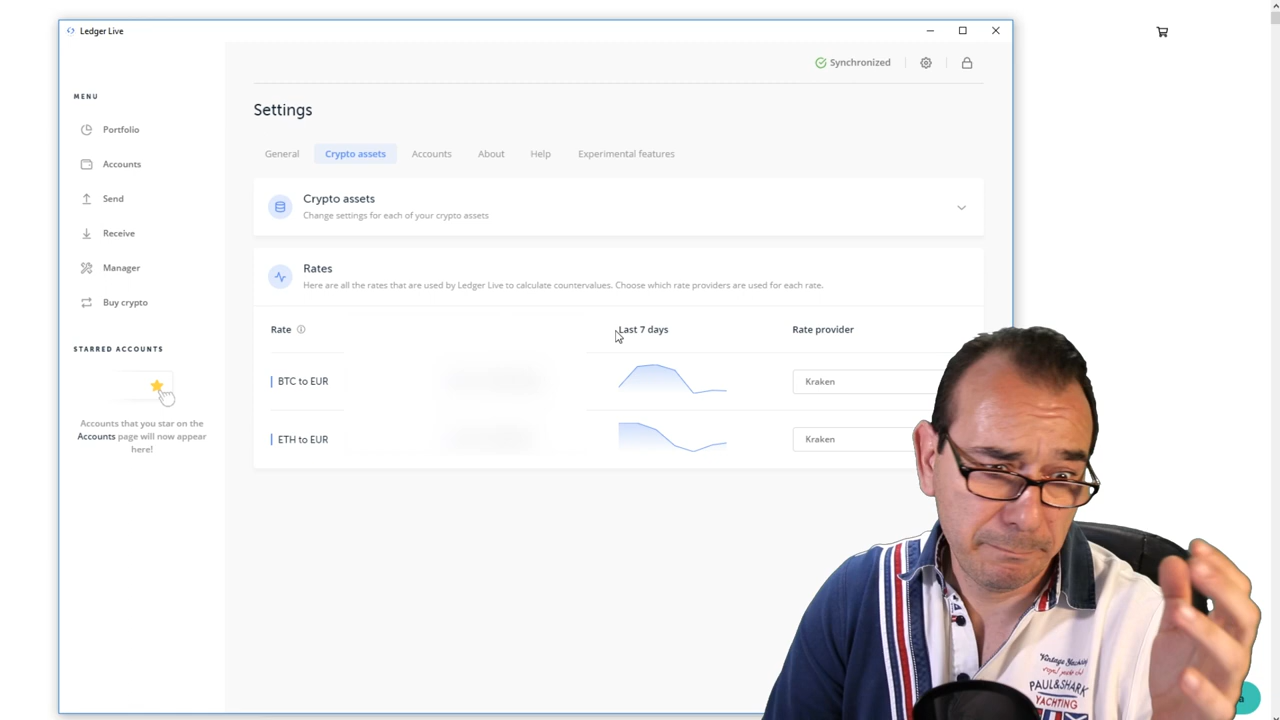 Ledger Live
Synchronized
MENU
Portfolio
Accounts
Send
Receive
Manager
Buy crypto
STARRED ACCOUNTS
Accounts that you star on the
Accounts page will now appear
here!
Settings
General
Crypto assets
Accounts
About
Help
Experimental features
Crypto assets
Change settings for each of your crypto assets
Rates
Here are all the rates that are used by Ledger Live to calculate countervalues. Choose which rate providers are used for each rate.
Rate
Last 7 days
Rate provider
BTC to EUR
Kraken
ETH to EUR
Kraken
Vintage Yachting
PAUL&SHARK
YACHTING